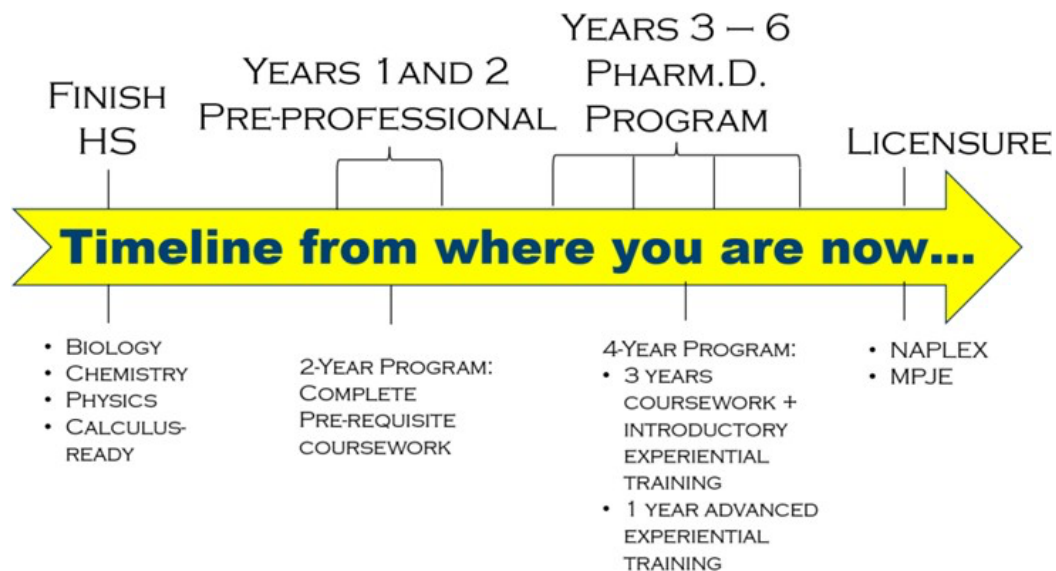 FINISH
HS
YEARS 1 AND 2
PRE-PROFESSIONAL
YEARS 3 – 6
PHARM.D.
PROGRAM
LICENSURE
Timeline from where you are now...
• BIOLOGY
• CHEMISTRY
• PHYSICS
• CALCULUS-
READY
2-YEAR PROGRAM:
COMPLETE
PRE-REQUISITE
COURSEWORK
4-YEAR PROGRAM:
• 3 YEARS
COURSEWORK +
INTRODUCTORY
EXPERIENTIAL
TRAINING
• 1 YEAR ADVANCED
EXPERIENTIAL
TRAINING
• NAPLEX
• MPJE